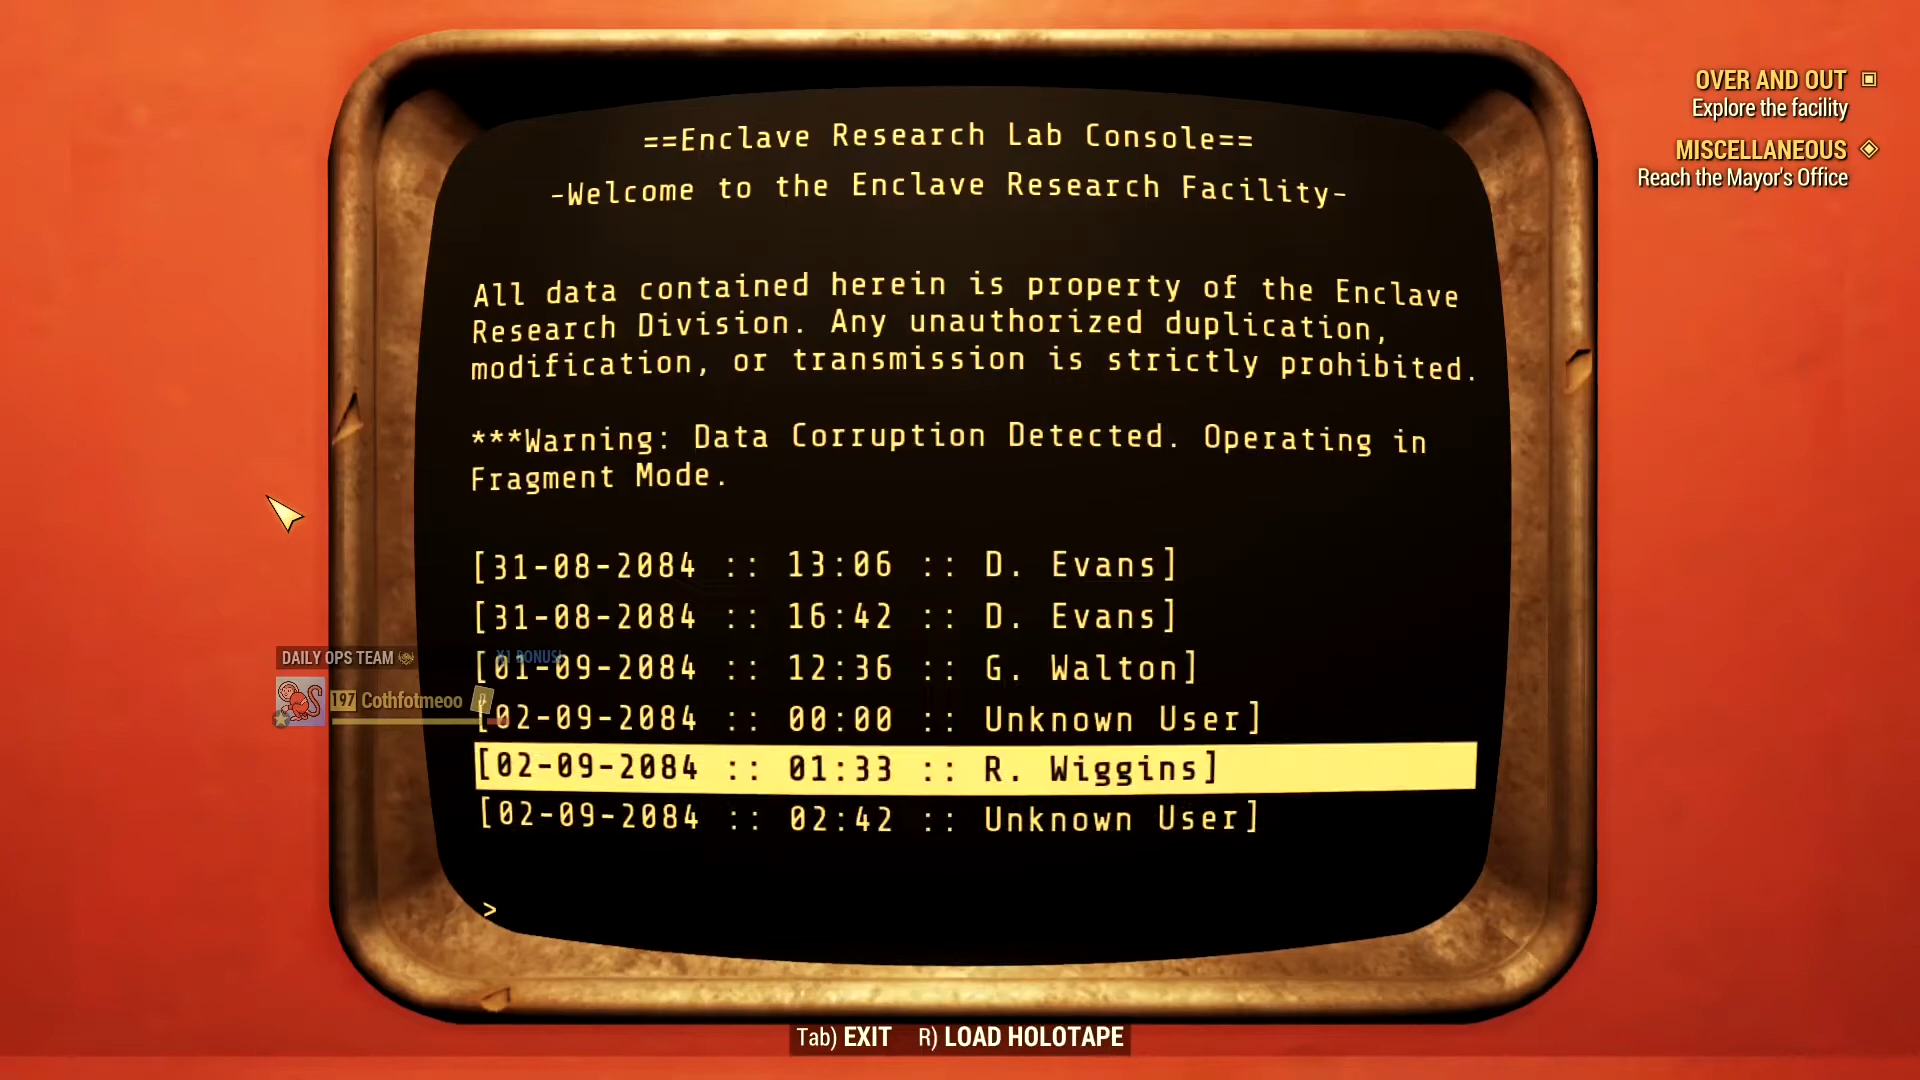 ==Enclave Research Lab Console==
-Welcome to the Enclave Research Facility-
All data contained herein is property of the Enclave
Research Division. Any unauthorized duplication,
modification, or transmission is strictly prohibited.
***Warning: Data Corruption Detected. Operating in
Fragment Mode.
[31-08-2084 :: 13:06 :: D. Evans]
[31-08-2084 :: 16:42 :: D. Evans]
[01-09-2084 :: 12:36 :: G. Walton]
[02-09-2084 :: 00:00 :: Unknown User]
[02-09-2084 :: 01:33 :: R. Wiggins]
[02-09-2084 :: 02:42 :: Unknown User]
>
OVER AND OUT
Explore the facility
MISCELLANEOUS
Reach the Mayor's Office
DAILY OPS TEAM
X1 BONUS!
197 Cothfotmeoo
Tab) EXIT R) LOAD HOLOTAPE